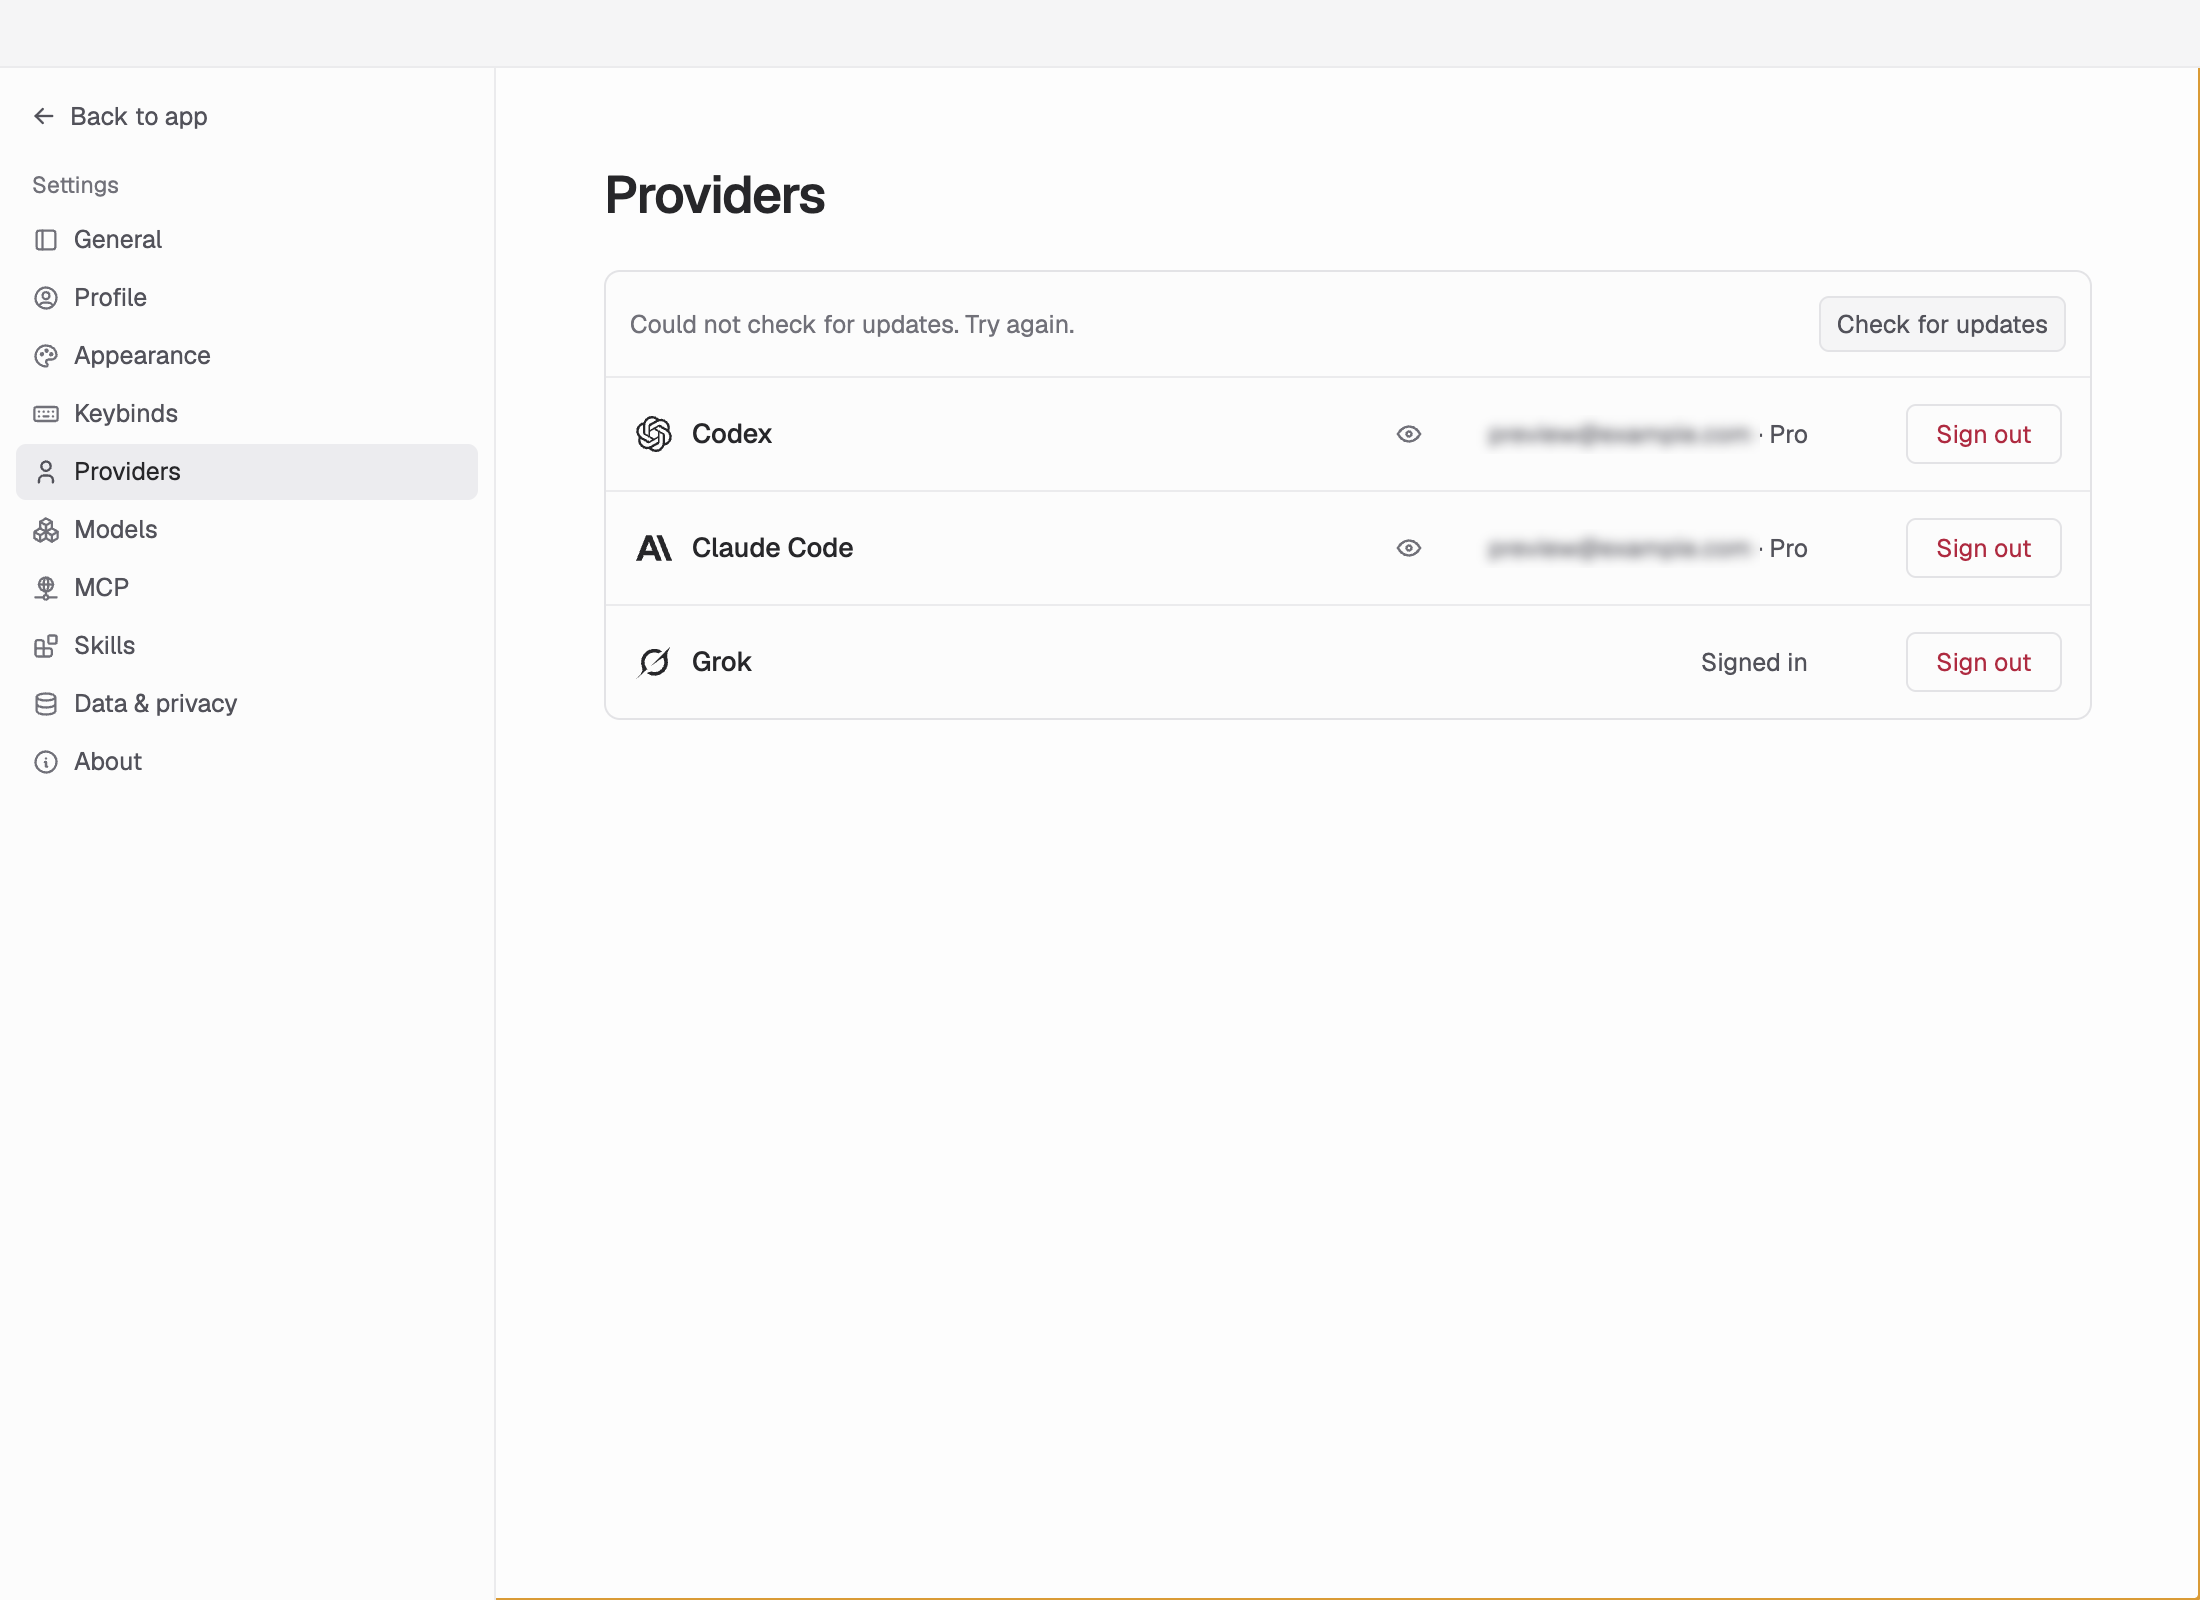 Back to app
Settings
General
Profile
Appearance
Keybinds
Providers
Models
MCP
Skills
Data & privacy
About
Providers
Could not check for updates. Try again.
Check for updates
Codex
· Pro
Sign out
Claude Code
· Pro
Sign out
Grok
Signed in
Sign out